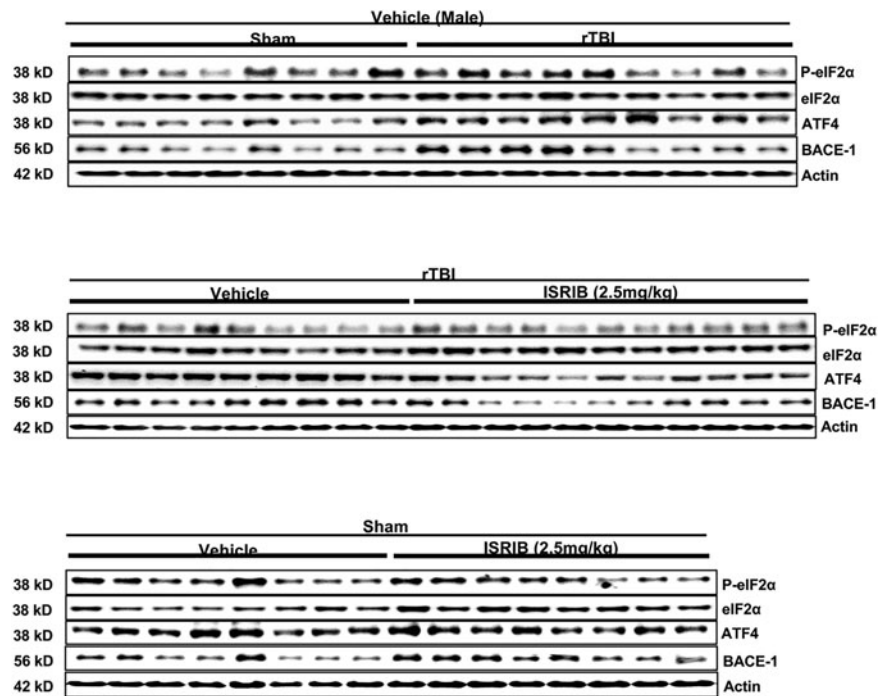 Vehicle (Male)
Sham rTBI
38 kD P-eIF2α
38 kD eIF2α
38 kD ATF4
56 kD BACE-1
42 kD Actin
rTBI
Vehicle ISRIB (2.5mg/kg)
38 kD P-eIF2α
38 kD eIF2α
38 kD ATF4
56 kD BACE-1
42 kD Actin
Sham
Vehicle ISRIB (2.5mg/kg)
38 kD P-eIF2α
38 kD eIF2α
38 kD ATF4
56 kD BACE-1
42 kD Actin